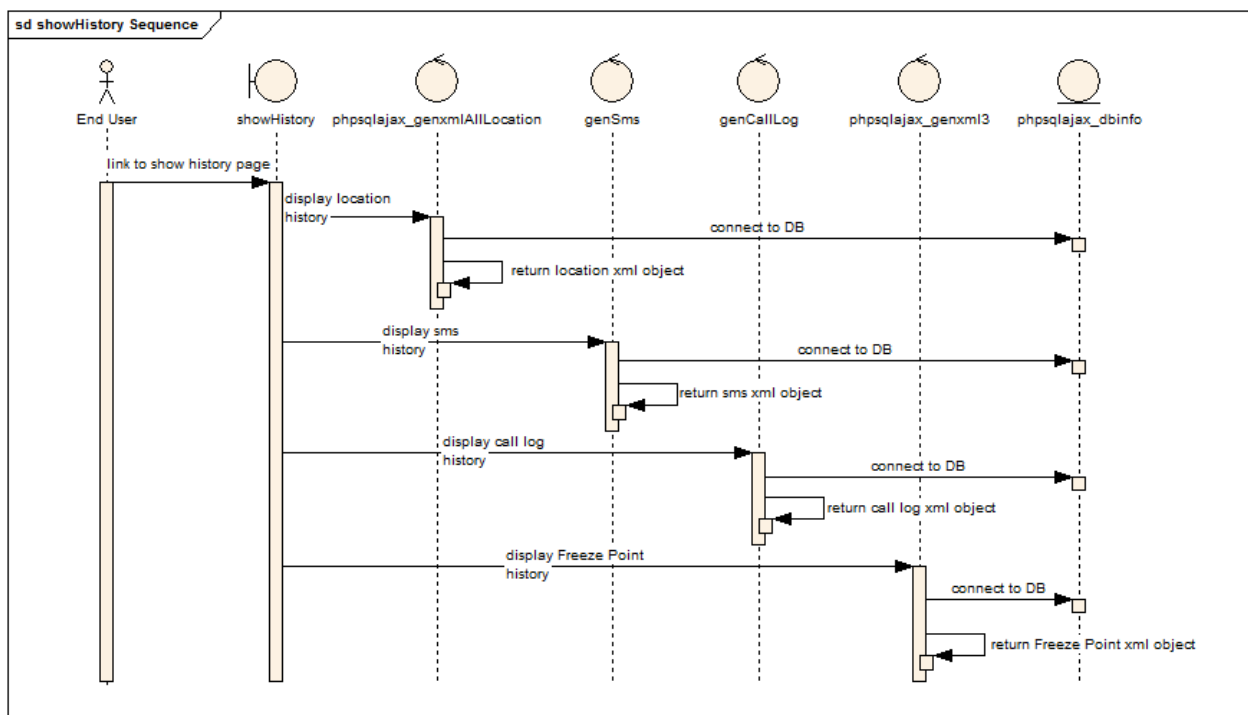 sd showHistory Sequence
End User
showHistory
phpsqlajax_genxmlAllLocation
genSms
genCallLog
phpsqlajax_genxml3
phpsqlajax_dbinfo
link to show history page
display location
history
connect to DB
return location xml object
display sms
history
connect to DB
return sms xml object
display call log
history
connect to DB
return call log xml object
display Freeze Point
history
connect to DB
return Freeze Point xml object